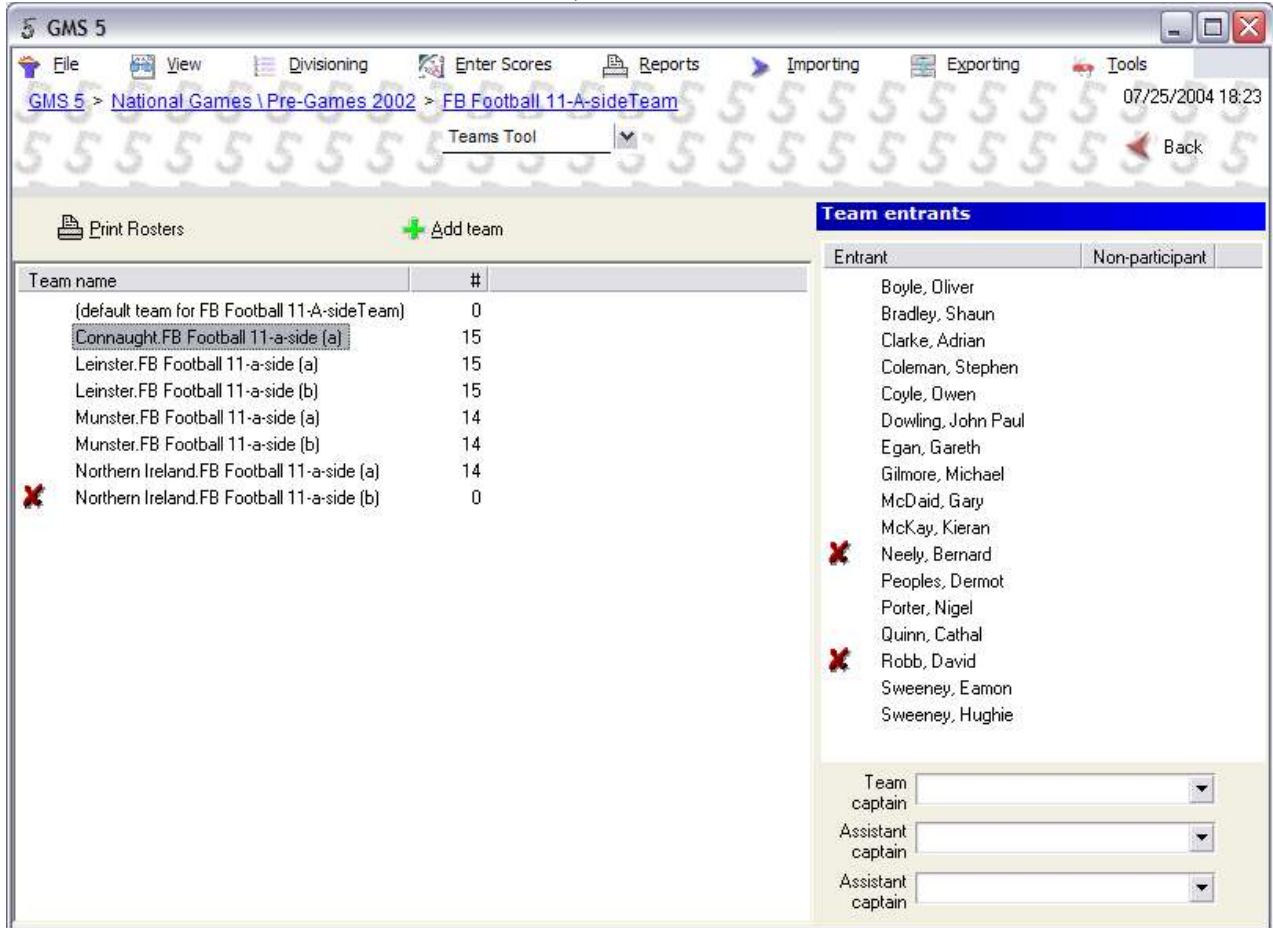 GMS 5
File View Divisioning Enter Scores Reports Importing Exporting Tools
GMS 5 > National Games \ Pre-Games 2002 > FB Football 11-A-sideTeam 07/25/2004 18:23
Teams Tool Back
Print Rosters Add team
Team name #
(default team for FB Football 11-A-sideTeam) 0
Connaught.FB Football 11-a-side (a) 15
Leinster.FB Football 11-a-side (a) 15
Leinster.FB Football 11-a-side (b) 15
Munster.FB Football 11-a-side (a) 14
Munster.FB Football 11-a-side (b) 14
Northern Ireland.FB Football 11-a-side (a) 14
Northern Ireland.FB Football 11-a-side (b) 0
Team entrants
Entrant Non-participant
Boyle, Oliver
Bradley, Shaun
Clarke, Adrian
Coleman, Stephen
Coyle, Owen
Dowling, John Paul
Egan, Gareth
Gilmore, Michael
McDaid, Gary
McKay, Kieran
Neely, Bernard
Peoples, Dermot
Porter, Nigel
Quinn, Cathal
Robb, David
Sweeney, Eamon
Sweeney, Hughie
Team
captain
Assistant
captain
Assistant
captain